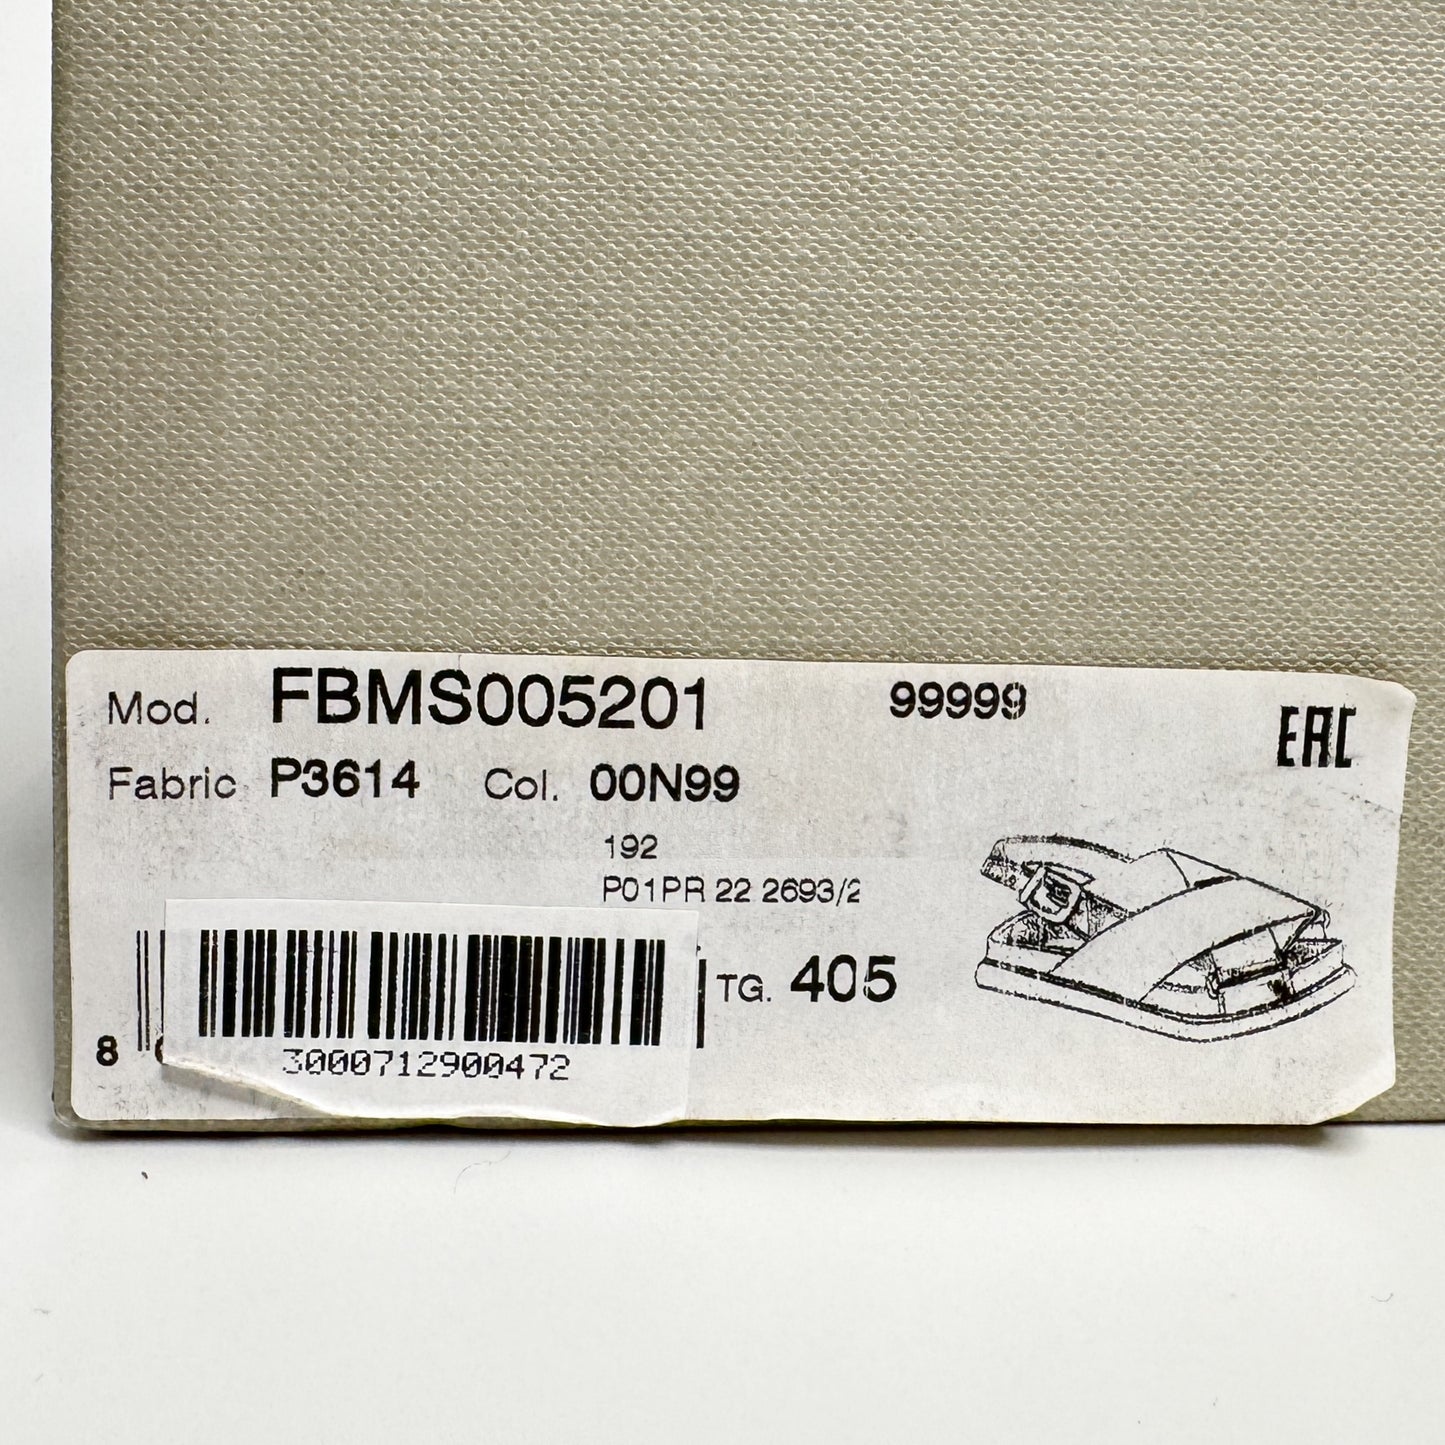 Mod. FBMS005201 99999
EAC
Fabric P3614 Col. 00N99
192
P01PR 22 2693/2
TG. 405
8
3000712900472